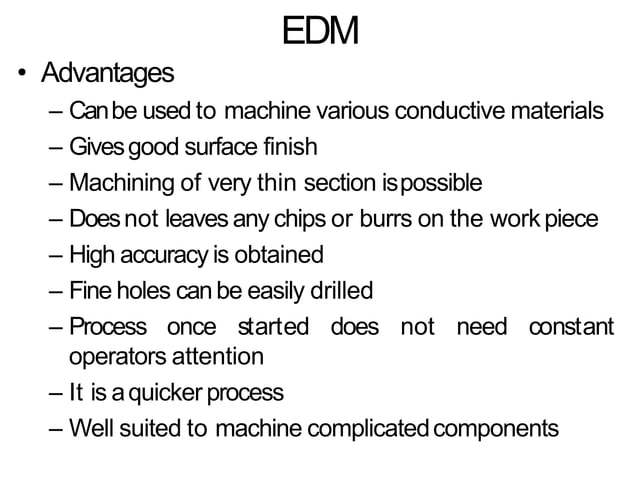 EDM
• Advantages
– Can be used to machine various conductive materials
– Gives good surface finish
– Machining of very thin section is possible
– Does not leaves any chips or burrs on the work piece
– High accuracy is obtained
– Fine holes can be easily drilled
– Process once started does not need constant
operators attention
– It is a quicker process
– Well suited to machine complicated components